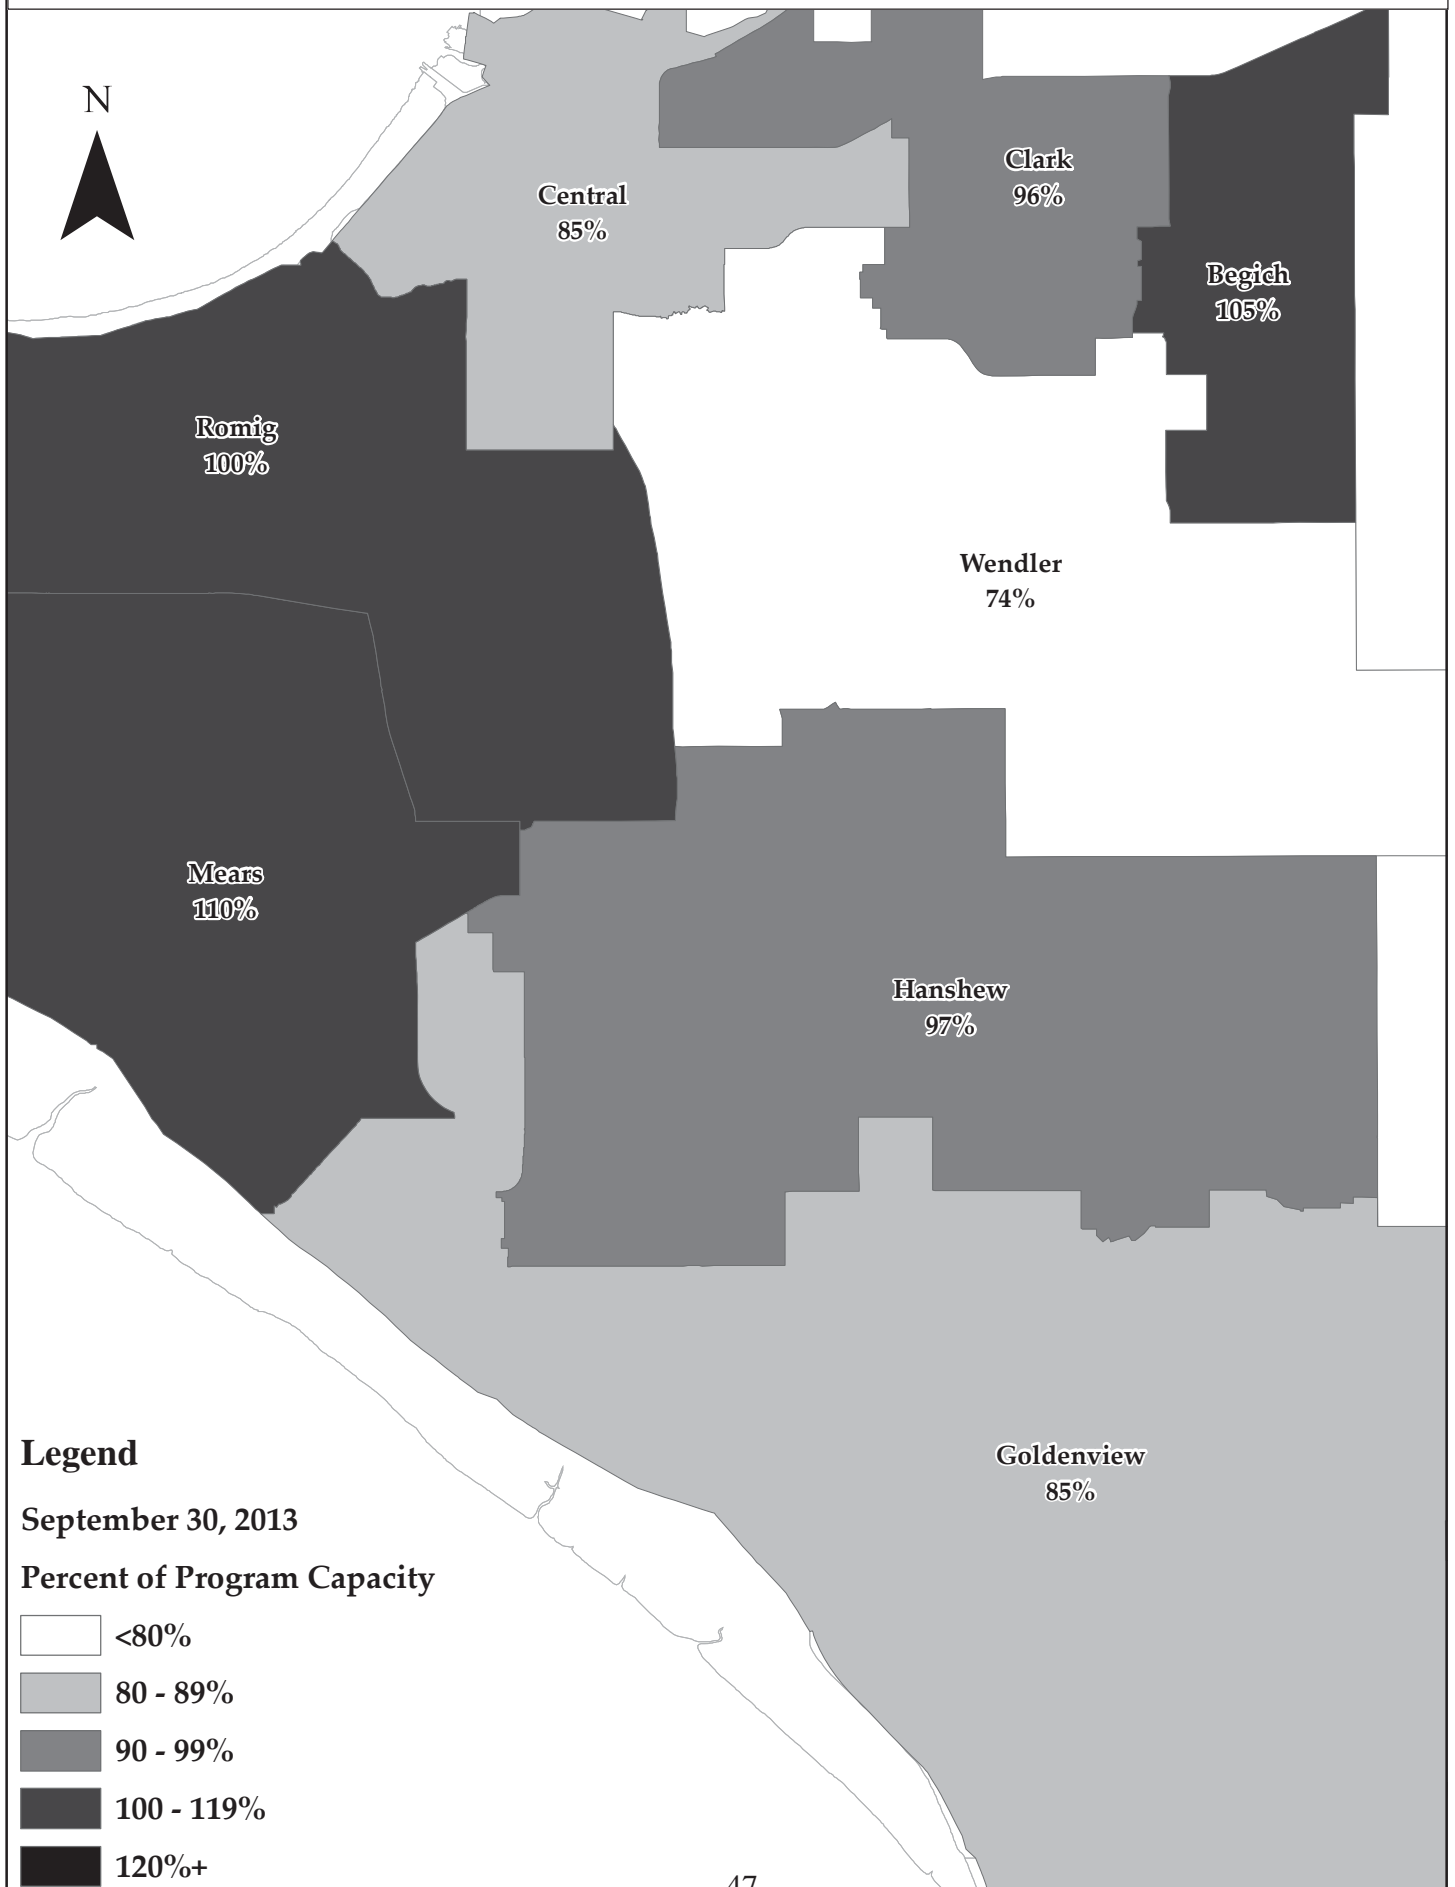 N
Clark
96%
Central
85%
Begich
105%
Romig
100%
Wendler
74%
Mears
110%
Hanshew
97%
Goldenview
85%
Legend
September 30, 2013
Percent of Program Capacity
<80%
80 - 89%
90 - 99%
100 - 119%
120%+
47